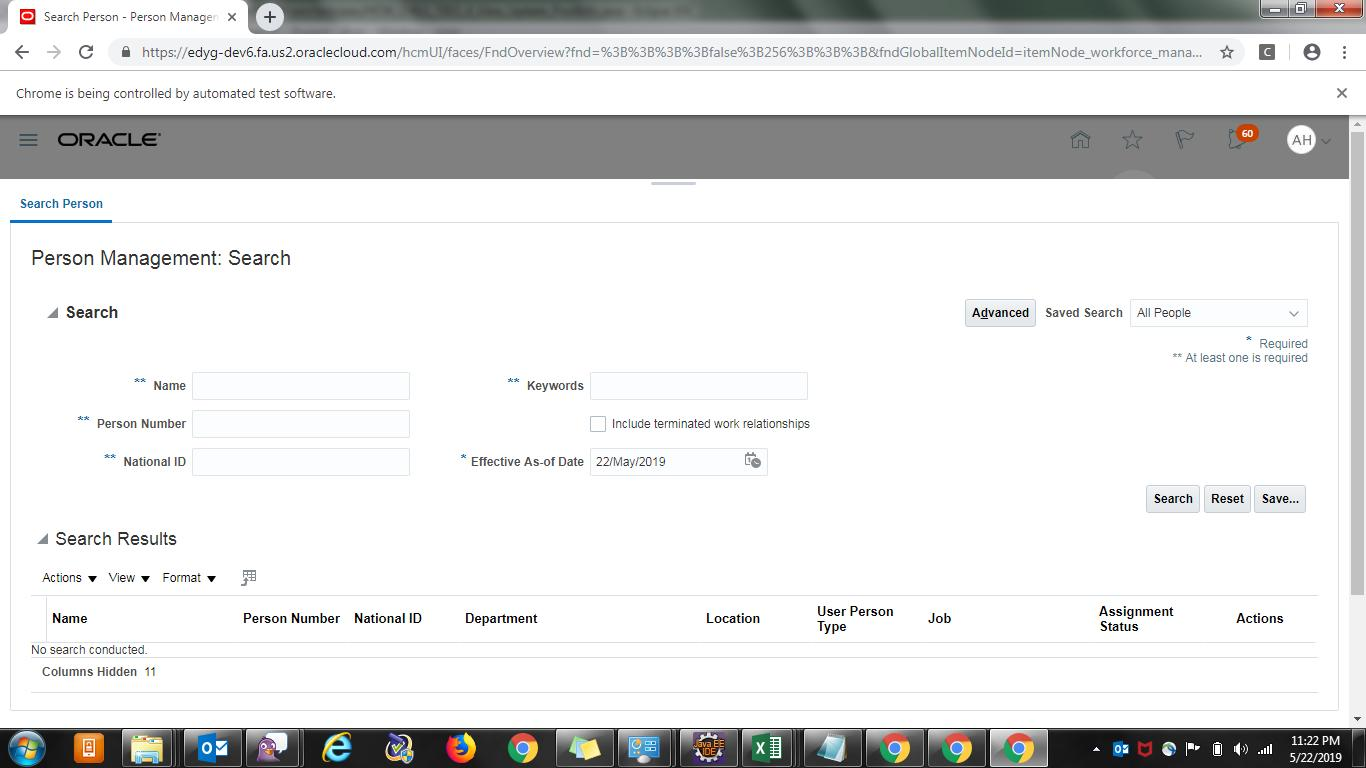 Search Person - Person Managen
https://edyg-dev6.fa.us2.oraclecloud.com/hcmUI/faces/FndOverview?fnd=%3B%3B%3B%3Bfalse%3B256%3B%3B%3B&fndGlobalItemNodeId=itemNode_workforce_mana...
C
Chrome is being controlled by automated test software.
ORACLE
60
AH
Search Person
Person Management: Search
Search
Advanced Saved Search All People
* Required
** At least one is required
** Name ** Keywords
** Person Number Include terminated work relationships
** National ID * Effective As-of Date 22/May/2019
Search Reset Save...
Search Results
Actions View Format
Name Person Number National ID Department Location User Person Type Job Assignment Status Actions
No search conducted.
Columns Hidden 11
Java EE
IDE
11:22 PM
5/22/2019